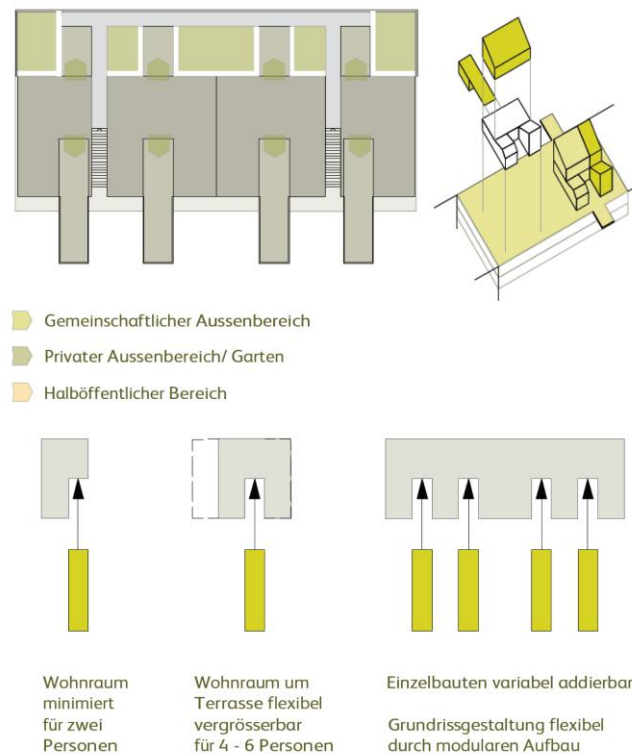 Gemeinschaftlicher Aussenbereich
Privater Aussenbereich/ Garten
Halböffentlicher Bereich
Wohnraum
minimiert
für zwei
Personen
Wohnraum um
Terrasse flexibel
vergrösserbar
für 4 - 6 Personen
Einzelbauten variabel addierbar
Grundrissgestaltung flexibel
durch modularen Aufbau